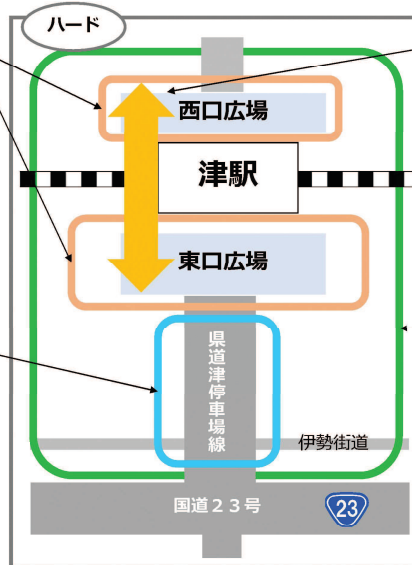 ハード
西口広場
津駅
東口広場
県道津停車場線
伊勢街道
国道２３号
23